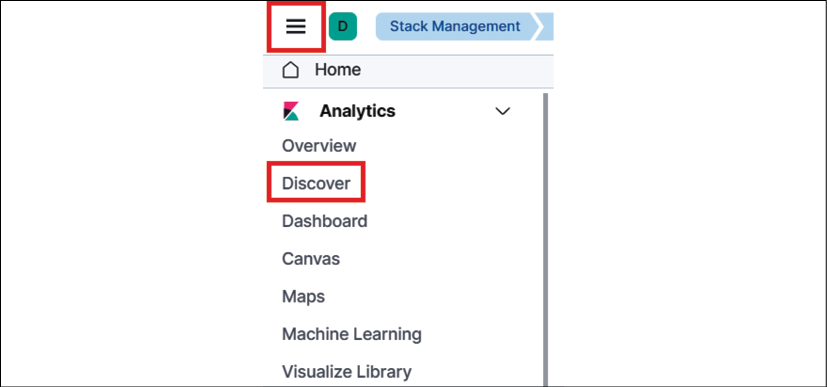 D Stack Management
Home
Analytics
Overview
Discover
Dashboard
Canvas
Maps
Machine Learning
Visualize Library